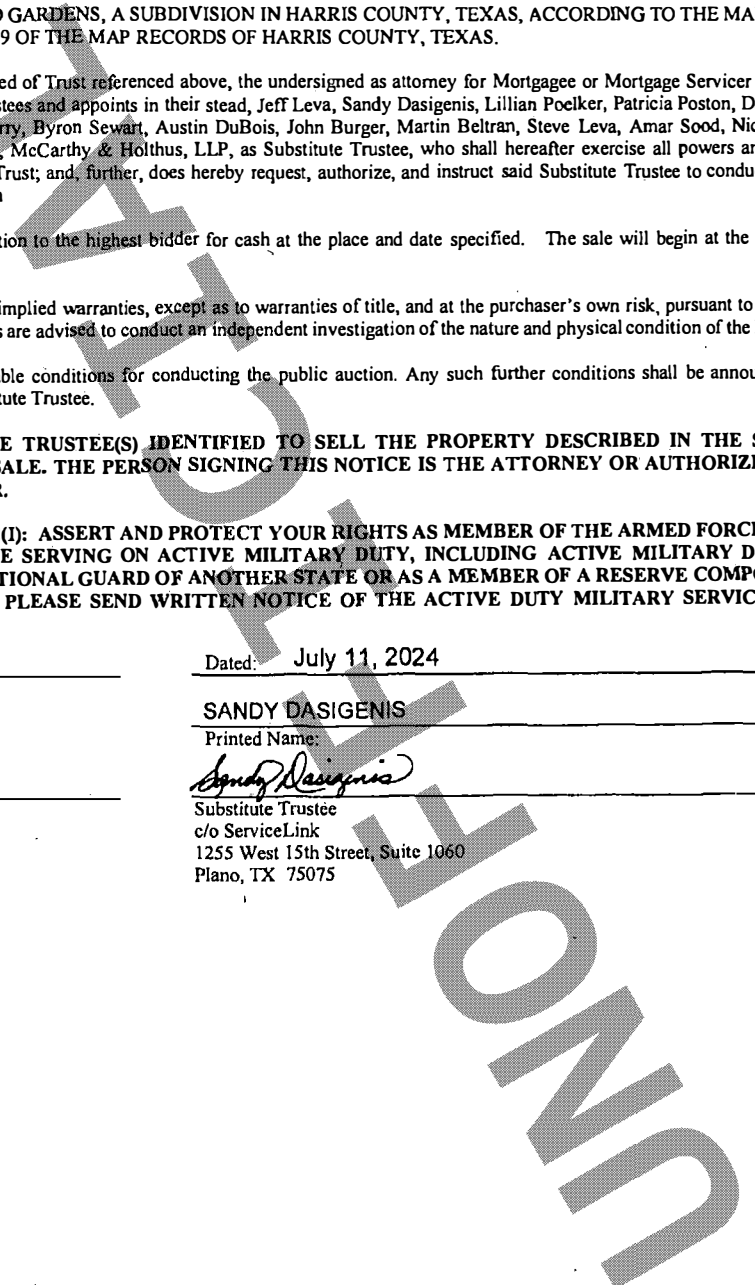 GARDENS, A SUBDIVISION IN HARRIS COUNTY, TEXAS, ACCORDING TO THE MA
9 OF THE MAP RECORDS OF HARRIS COUNTY, TEXAS.
ed of Trust referenced above, the undersigned as attorney for Mortgagee or Mortgage Servicer
stees and appoints in their stead, Jeff Leva, Sandy Dasigenis, Lillian Poelker, Patricia Poston, D
rry, Byron Sewart, Austin DuBois, John Burger, Martin Beltran, Steve Leva, Amar Sood, Nic
, McCarthy & Holthus, LLP, as Substitute Trustee, who shall hereafter exercise all powers an
Trust; and, further, does hereby request, authorize, and instruct said Substitute Trustee to condu
tion to the highest bidder for cash at the place and date specified. The sale will begin at the
implied warranties, except as to warranties of title, and at the purchaser's own risk, pursuant to
s are advised to conduct an independent investigation of the nature and physical condition of the
ble conditions for conducting the public auction. Any such further conditions shall be annou
tute Trustee.
E TRUSTEE(S) IDENTIFIED TO SELL THE PROPERTY DESCRIBED IN THE S
SALE. THE PERSON SIGNING THIS NOTICE IS THE ATTORNEY OR AUTHORIZE
R.
(I): ASSERT AND PROTECT YOUR RIGHTS AS MEMBER OF THE ARMED FORCE
E SERVING ON ACTIVE MILITARY DUTY, INCLUDING ACTIVE MILITARY D
TIONAL GUARD OF ANOTHER STATE OR AS A MEMBER OF A RESERVE COMPO
PLEASE SEND WRITTEN NOTICE OF THE ACTIVE DUTY MILITARY SERVIC
Dated: July 11, 2024
SANDY DASIGENIS
Printed Name:
Sandy Dasigenis
Substitute Trustee
c/o ServiceLink
1255 West 15th Street, Suite 1060
Plano, TX 75075
UNOFFICIAL